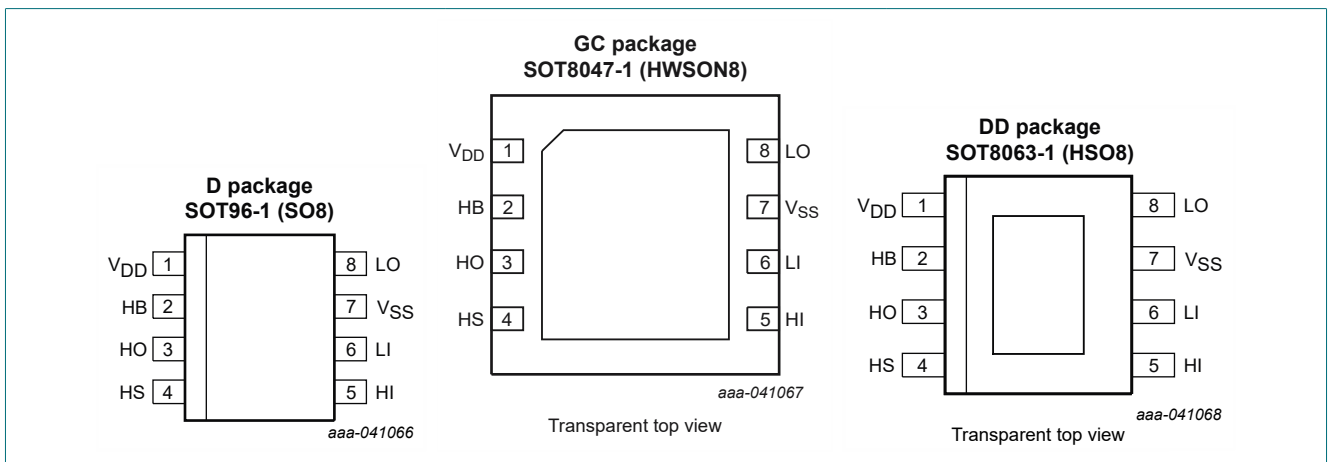 D package
SOT96-1 (SO8)
VDD 1
HB 2
HO 3
HS 4
8 LO
7 VSS
6 LI
5 HI
aaa-041066
GC package
SOT8047-1 (HWSON8)
VDD 1
HB 2
HO 3
HS 4
8 LO
7 VSS
6 LI
5 HI
aaa-041067
Transparent top view
DD package
SOT8063-1 (HSO8)
VDD 1
HB 2
HO 3
HS 4
8 LO
7 VSS
6 LI
5 HI
aaa-041068
Transparent top view